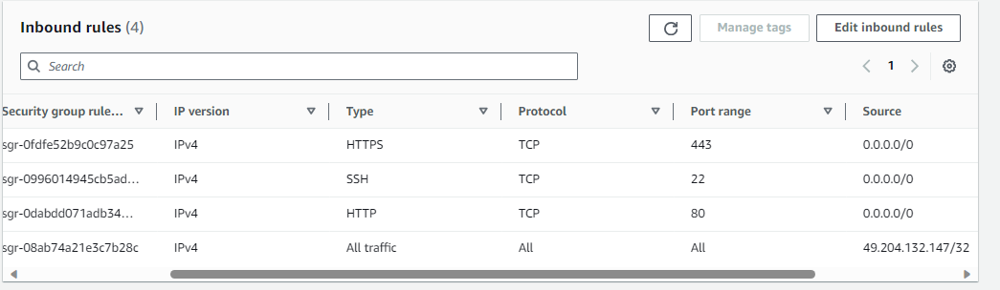 Inbound rules (4)
Manage tags
Edit inbound rules
Search
1
Security group rule... IP version Type Protocol Port range Source
sgr-0fdfe52b9c0c97a25 IPv4 HTTPS TCP 443 0.0.0.0/0
sgr-0996014945cb5ad... IPv4 SSH TCP 22 0.0.0.0/0
sgr-0dabdd071adb34... IPv4 HTTP TCP 80 0.0.0.0/0
sgr-08ab74a21e3c7b28c IPv4 All traffic All All 49.204.132.147/32